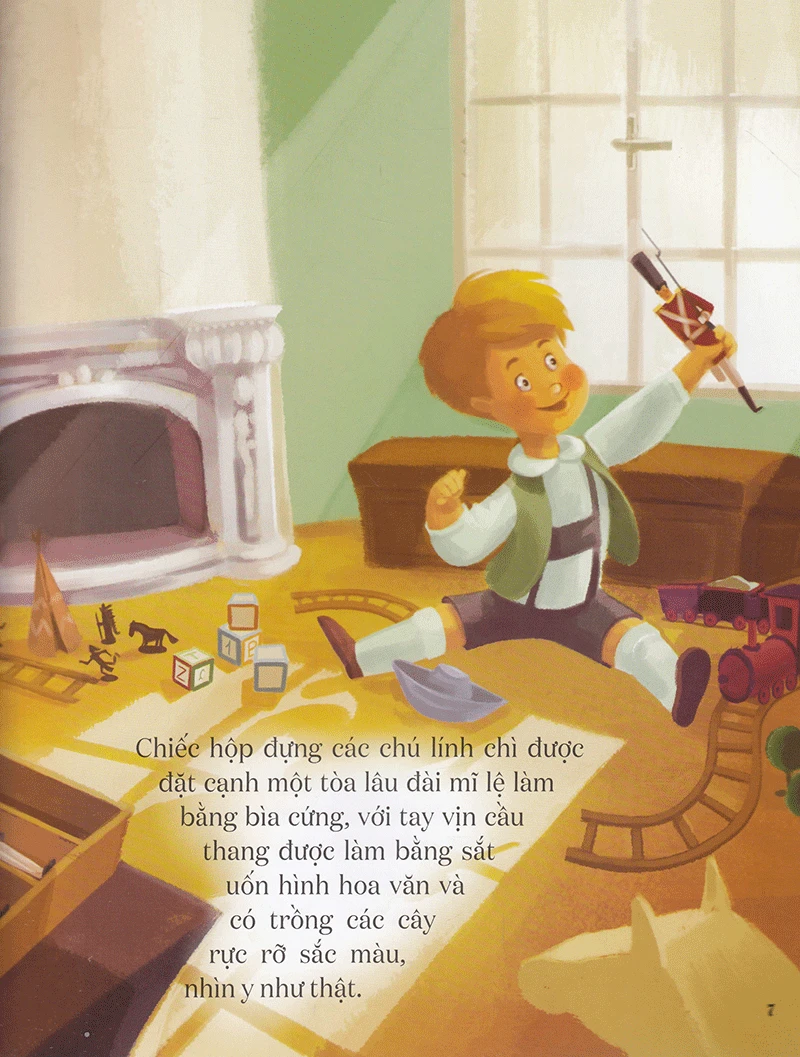 Chiếc hộp đựng các chú lính chì được
đặt cạnh một tòa lâu đài mĩ lệ làm
bằng bìa cứng, với tay vịn cầu
thang được làm bằng sắt
uốn hình hoa văn và
có trồng các cây
rực rỡ sắc màu,
nhìn y như thật.
7